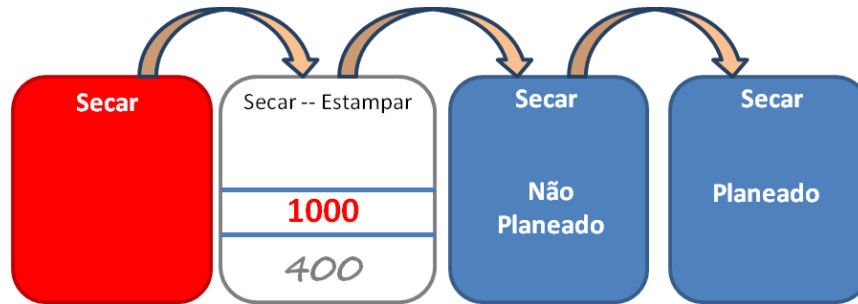 Secar
Secar -- Estampar
1000
400
Secar
Não
Planeado
Secar
Planeado